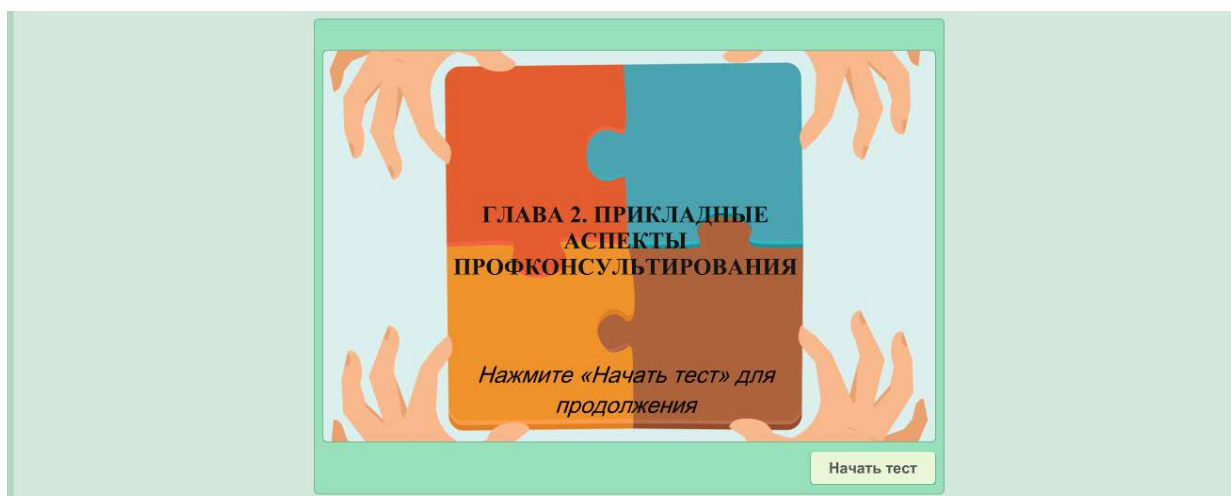 ГЛАВА 2. ПРИКЛАДНЫЕ
АСПЕКТЫ
ПРОФКОНСУЛЬТИРОВАНИЯ
Нажмите «Начать тест» для
продолжения
Начать тест